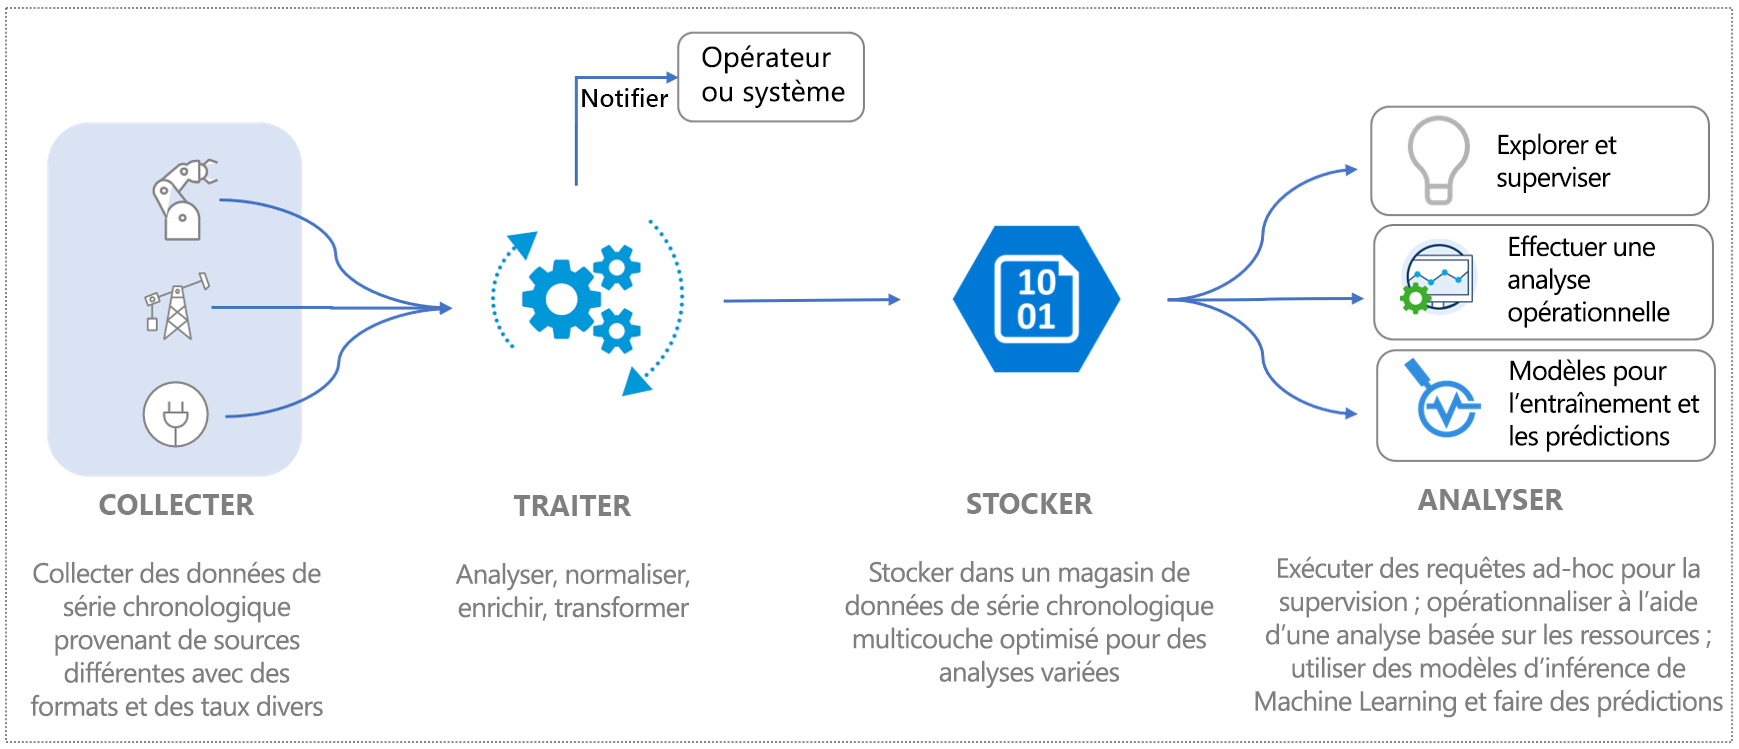 Opérateur
ou système
Notifier
Explorer et
superviser
Effectuer une
analyse
opérationnelle
10
01
Modèles pour
l’entraînement et
les prédictions
COLLECTER
Collecter des données de
série chronologique
provenant de sources
différentes avec des
formats et des taux divers
TRAITER
Analyser, normaliser,
enrichir, transformer
STOCKER
Stocker dans un magasin de
données de série chronologique
multicouche optimisé pour des
analyses variées
ANALYSER
Exécuter des requêtes ad-hoc pour la
supervision ; opérationnaliser à l’aide
d’une analyse basée sur les ressources ;
utiliser des modèles d’inférence de
Machine Learning et faire des prédictions